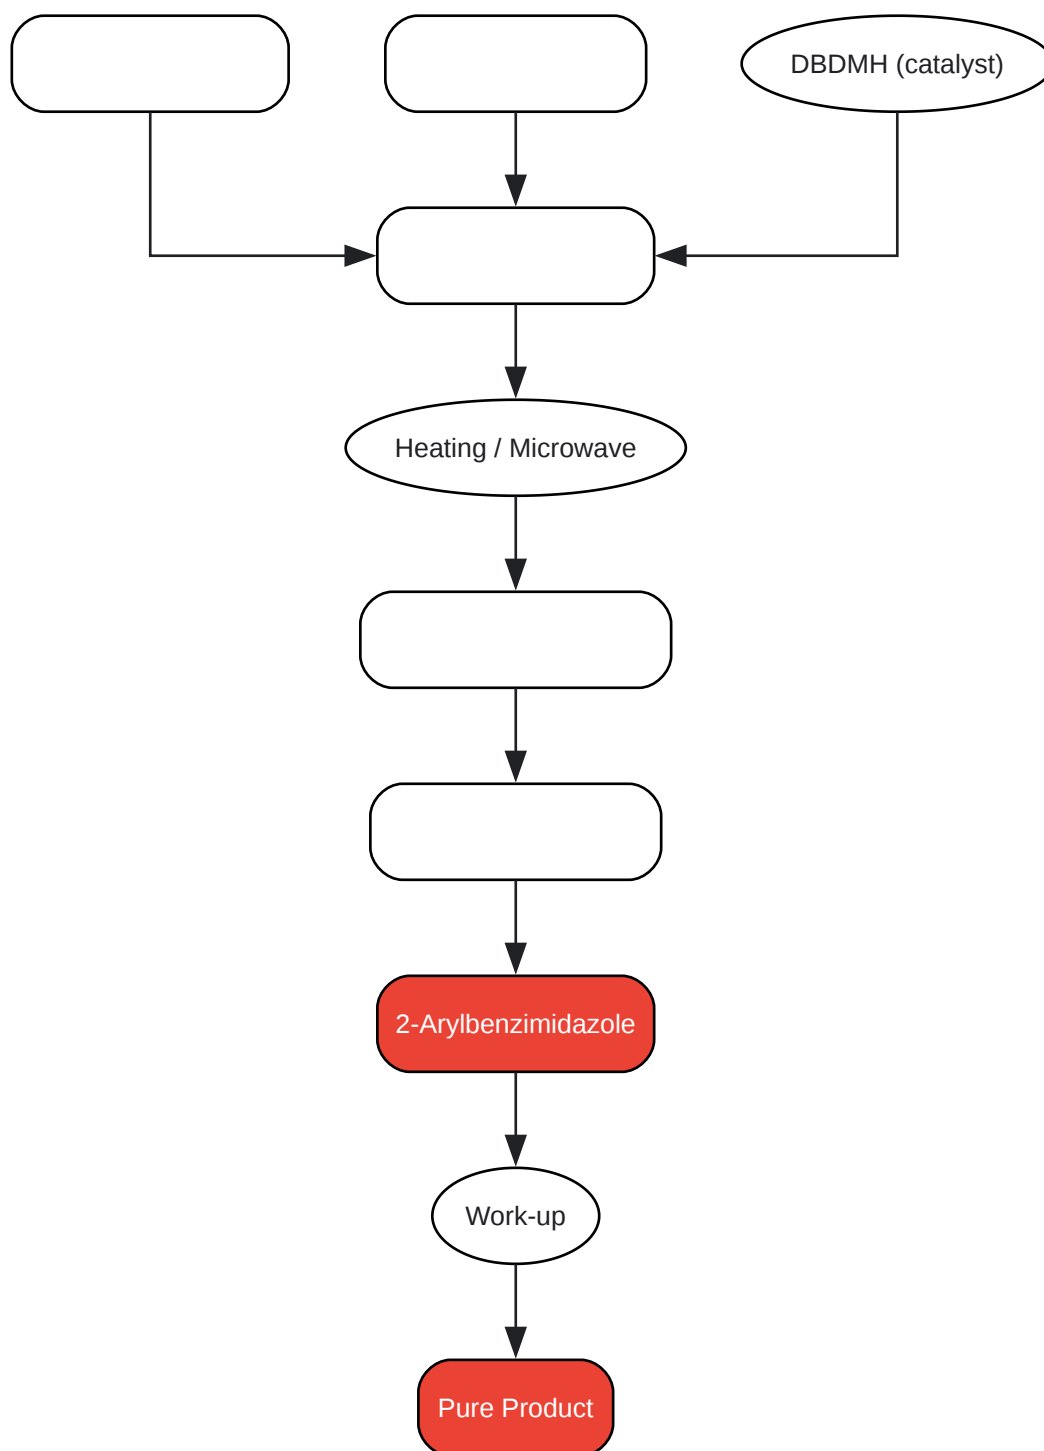 DBDMH (catalyst)
Heating / Microwave
2-Arylbenzimidazole
Work-up
Pure Product